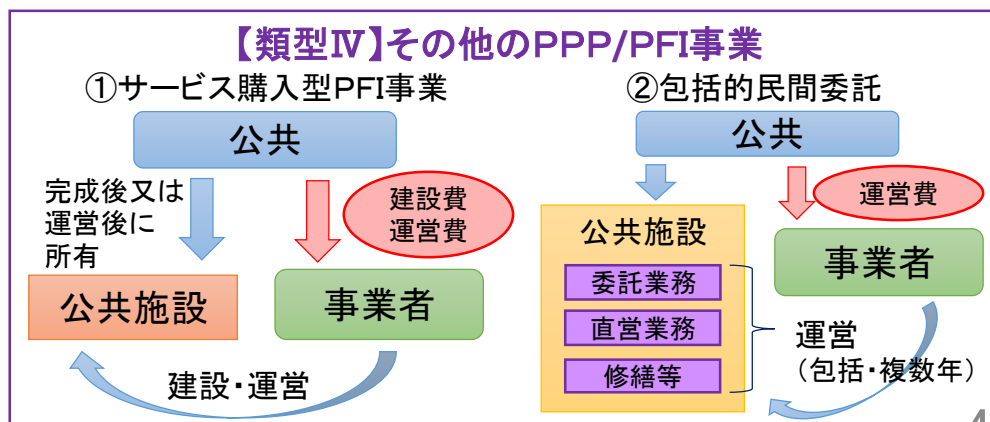 【類型Ⅳ】その他のPPP/PFI事業
①サービス購入型PFI事業
公共
完成後又は
運営後に
所有
建設費
運営費
公共施設
事業者
建設・運営
②包括的民間委託
公共
運営費
公共施設
委託業務
直営業務
修繕等
事業者
運営
（包括・複数年）
4